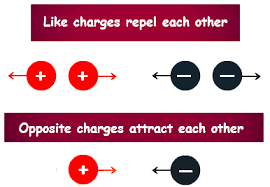 Like charges repel each other
+ + − −
Opposite charges attract each other
+ −